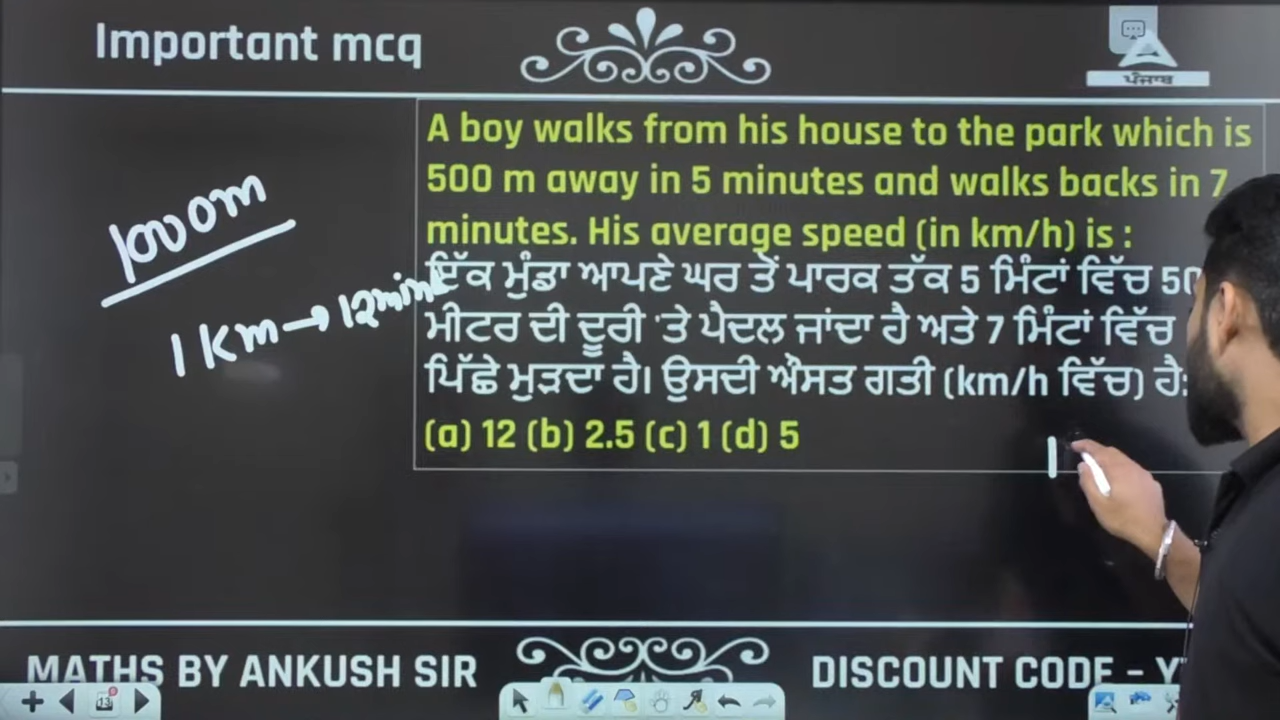 Important mcq
ਪੰਜਾਬ
A boy walks from his house to the park which is
500 m away in 5 minutes and walks backs in 7
minutes. His average speed (in km/h) is :
ਇੱਕ ਮੁੰਡਾ ਆਪਣੇ ਘਰ ਤੋਂ ਪਾਰਕ ਤੱਕ 5 ਮਿੰਟਾਂ ਵਿੱਚ 50
ਮੀਟਰ ਦੀ ਦੂਰੀ 'ਤੇ ਪੈਦਲ ਜਾਂਦਾ ਹੈ ਅਤੇ 7 ਮਿੰਟਾਂ ਵਿੱਚ
ਪਿੱਛੇ ਮੁੜਦਾ ਹੈ। ਉਸਦੀ ਔਸਤ ਗਤੀ (km/h ਵਿੱਚ) ਹੈ:
(a) 12 (b) 2.5 (c) 1 (d) 5
1000m
1 km → 12min
1
MATHS BY ANKUSH SIR
DISCOUNT CODE - Y
13